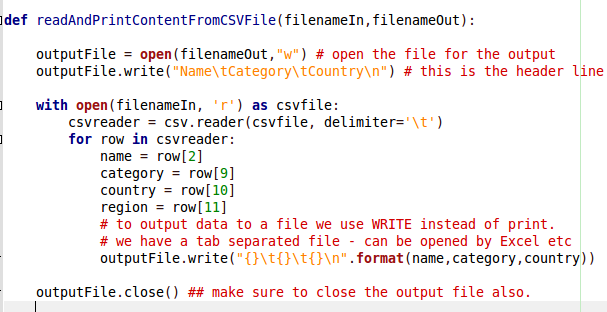 def readAndPrintContentFromCSVFile(filenameIn,filenameOut):
    outputFile = open(filenameOut,"w") # open the file for the output
    outputFile.write("Name\tCategory\tCountry\n") # this is the header line
    with open(filenameIn, 'r') as csvfile:
        csvreader = csv.reader(csvfile, delimiter='\t')
        for row in csvreader:
            name = row[2]
            category = row[9]
            country = row[10]
            region = row[11]
            # to output data to a file we use WRITE instead of print.
            # we have a tab separated file - can be opened by Excel etc
            outputFile.write("{}\t{}\t{}\n".format(name,category,country))
    outputFile.close() ## make sure to close the output file also.